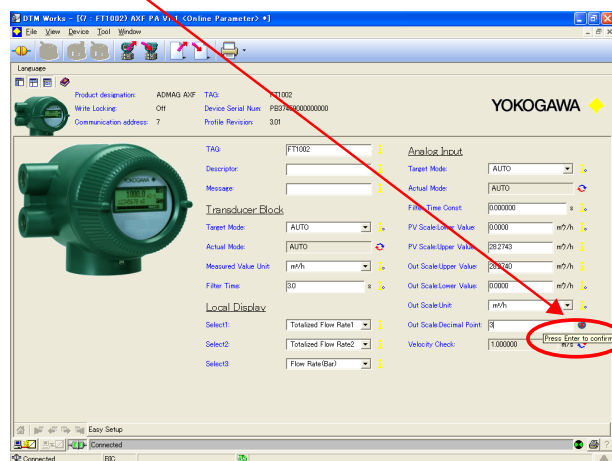 DTM Works - [(7 : FT1002) AXF PA V1.1 <Online Parameter> *]
File View Device Tool Window
Language
Product designation: ADMAG AXF TAG: FT1002
Write Locking: Off Device Serial Num: PB37469000000000
Communication address: 7 Profile Revision: 3.01
YOKOGAWA
TAG: FT1002
Descriptor:
Message:
Transducer Block
Target Mode: AUTO
Actual Mode: AUTO
Measured Value Unit: m³/h
Filter Time: 3.0 s
Local Display
Select1: Totalized Flow Rate1
Select2: Totalized Flow Rate2
Select3: Flow Rate(Bar)
Analog Input
Target Mode: AUTO
Actual Mode: AUTO
Filter Time Const: 0.000000 s
PV Scale:Lower Value: 0.0000 m³/h
PV Scale:Upper Value: 28.2743 m³/h
Out Scale:Upper Value: 28.2740 m³/h
Out Scale:Lower Value: 0.0000 m³/h
Out Scale:Unit: m³/h
Out Scale:Decimal Point: 3
Press Enter to confirm
Velocity Check: 1.000000 m/s
Easy Setup
Connected
Connected BIC